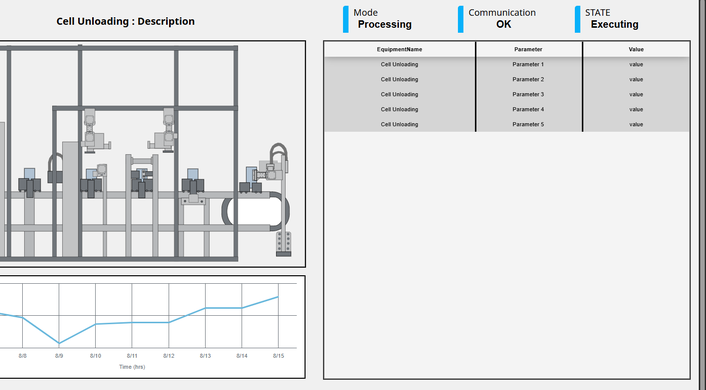 Cell Unloading : Description
Mode
Processing
Communication
OK
STATE
Executing
EquipmentName Parameter Value
Cell Unloading Parameter 1 value
Cell Unloading Parameter 2 value
Cell Unloading Parameter 3 value
Cell Unloading Parameter 4 value
Cell Unloading Parameter 5 value
8/8 8/9 8/10 8/11 8/12 8/13 8/14 8/15
Time (hrs)